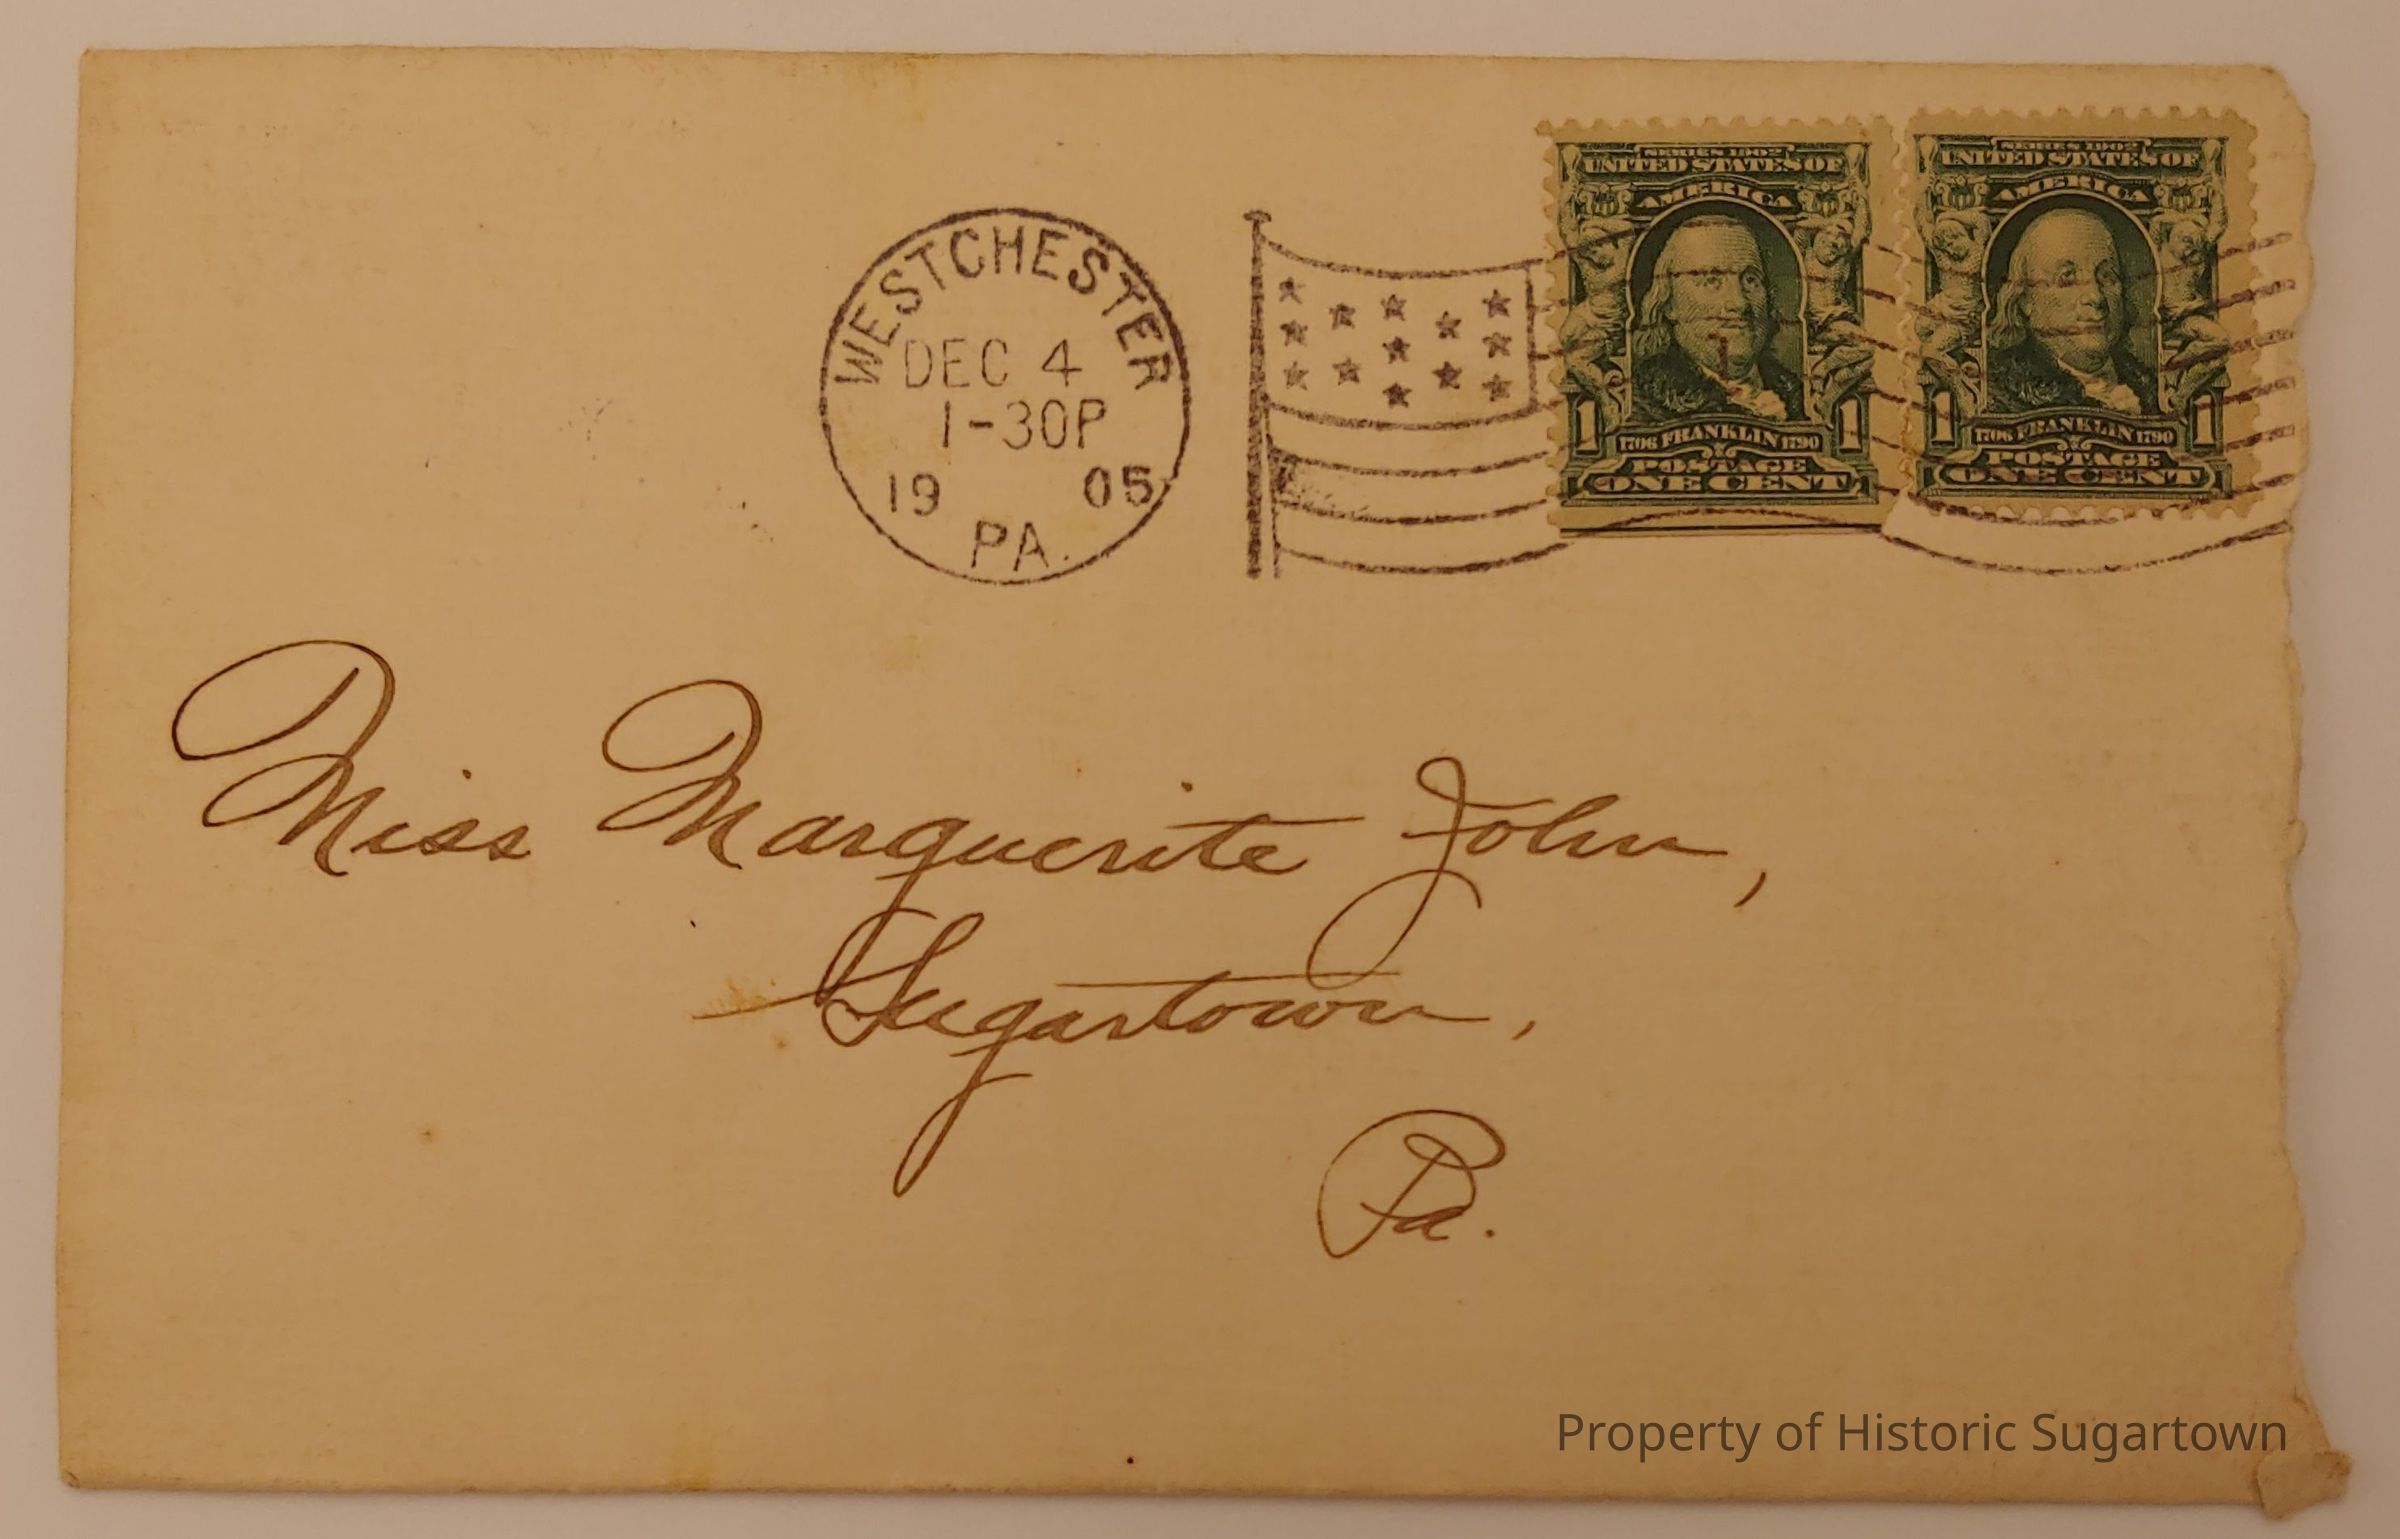 WESTCHESTER
DEC 4
1-30P
19 05
PA.
SERIES 1902
UNITED STATES OF
AMERICA
1 1706 FRANKLIN 1790 1
POSTAGE
ONE CENT
SERIES 1902
UNITED STATES OF
AMERICA
1 1706 FRANKLIN 1790 1
POSTAGE
ONE CENT
Miss Marguerite John,
Sugartown,
Pa.
Property of Historic Sugartown